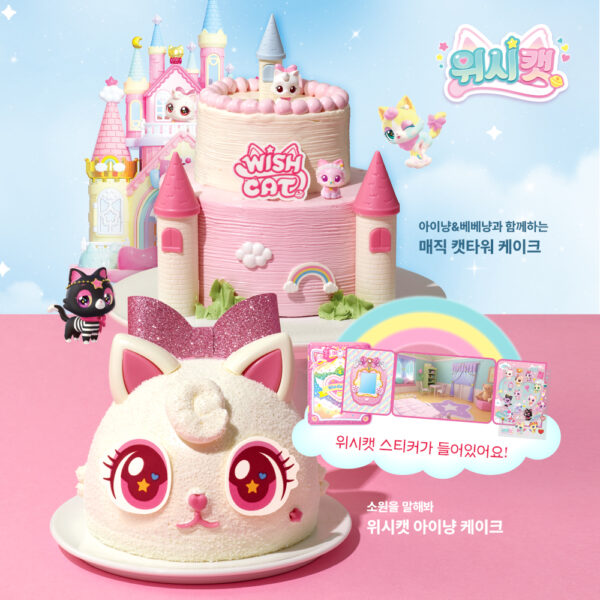 위시캣
WISH
CAT
아이냥&베베냥과 함께하는
매직 캣타워 케이크
위시캣 스티커가 들어있어요!
소원을 말해봐
위시캣 아이냥 케이크